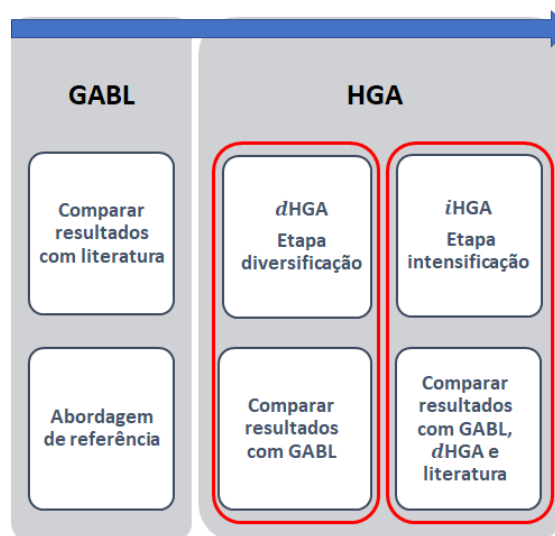 GABL
Comparar
resultados
com literatura
Abordagem
de referência
HGA
dHGA
Etapa
diversificação
Comparar
resultados
com GABL
iHGA
Etapa
intensificação
Comparar
resultados
com GABL,
dHGA e
literatura